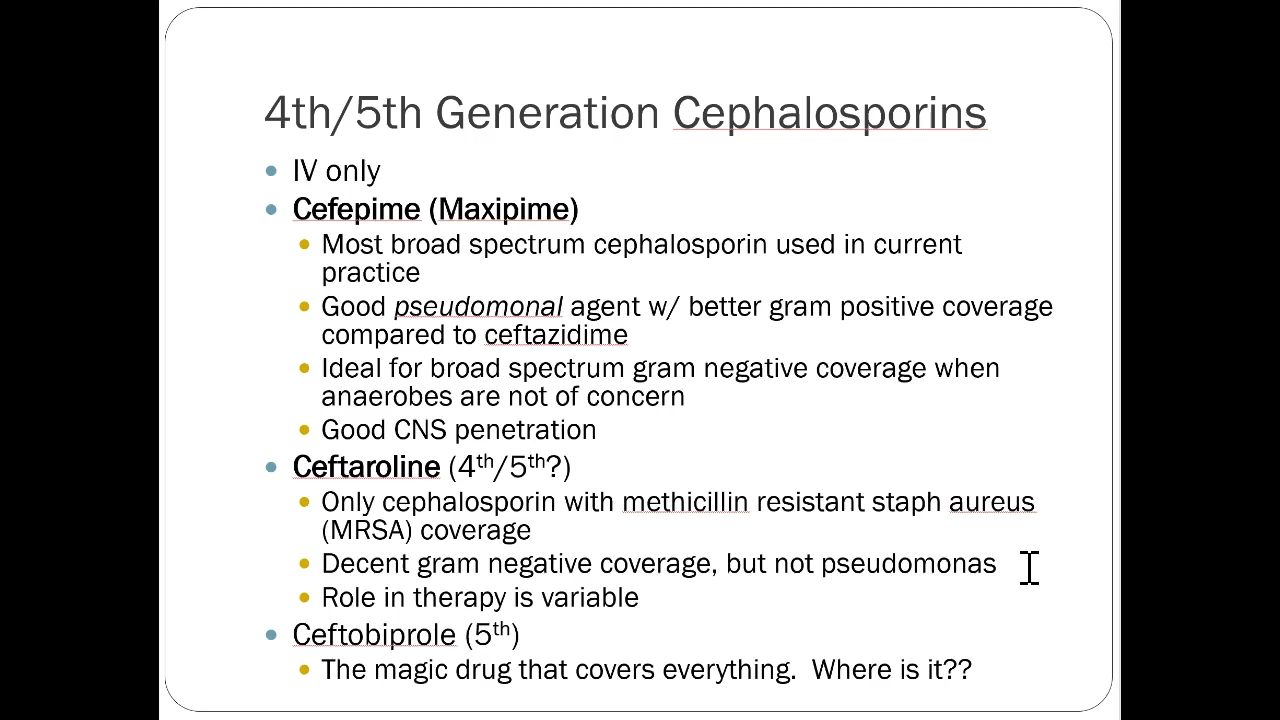 4th/5th Generation Cephalosporins
• IV only
• Cefepime (Maxipime)
• Most broad spectrum cephalosporin used in current
practice
• Good pseudomonal agent w/ better gram positive coverage
compared to ceftazidime
• Ideal for broad spectrum gram negative coverage when
anaerobes are not of concern
• Good CNS penetration
• Ceftaroline (4th/5th?)
• Only cephalosporin with methicillin resistant staph aureus
(MRSA) coverage
• Decent gram negative coverage, but not pseudomonas
• Role in therapy is variable
• Ceftobiprole (5th)
• The magic drug that covers everything.  Where is it??